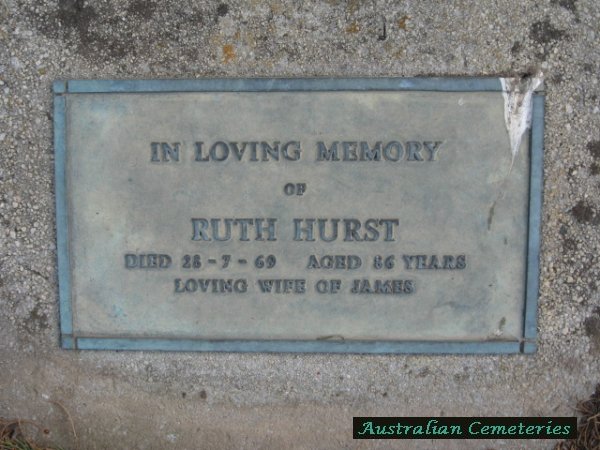 IN LOVING MEMORY
OF
RUTH HURST
DIED 28 - 7 - 69 AGED 86 YEARS
LOVING WIFE OF JAMES
Australian Cemeteries